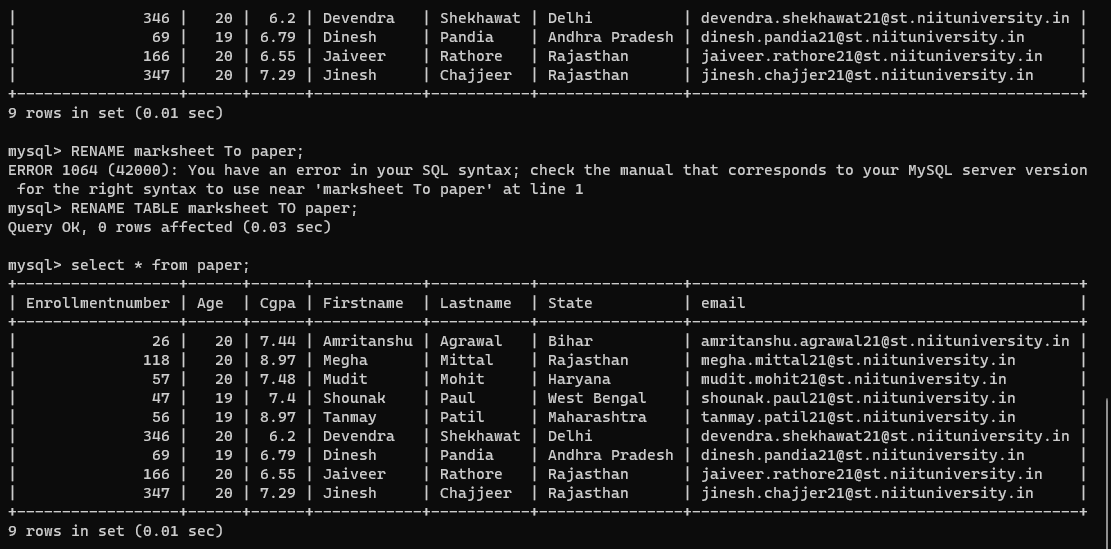 |              346 |   20 |  6.2 | Devendra   | Shekhawat | Delhi          | devendra.shekhawat21@st.niituniversity.in |
|               69 |   19 | 6.79 | Dinesh     | Pandia    | Andhra Pradesh | dinesh.pandia21@st.niituniversity.in      |
|              166 |   20 | 6.55 | Jaiveer    | Rathore   | Rajasthan      | jaiveer.rathore21@st.niituniversity.in    |
|              347 |   20 | 7.29 | Jinesh     | Chajjeer  | Rajasthan      | jinesh.chajjer21@st.niituniversity.in     |
+------------------+------+------+------------+-----------+----------------+-------------------------------------------+
9 rows in set (0.01 sec)

mysql> RENAME marksheet To paper;
ERROR 1064 (42000): You have an error in your SQL syntax; check the manual that corresponds to your MySQL server version
 for the right syntax to use near 'marksheet To paper' at line 1
mysql> RENAME TABLE marksheet TO paper;
Query OK, 0 rows affected (0.03 sec)

mysql> select * from paper;
+------------------+------+------+------------+-----------+----------------+-------------------------------------------+
| Enrollmentnumber | Age  | Cgpa | Firstname  | Lastname  | State          | email                                     |
+------------------+------+------+------------+-----------+----------------+-------------------------------------------+
|               26 |   20 | 7.44 | Amritanshu | Agrawal   | Bihar          | amritanshu.agrawal21@st.niituniversity.in |
|              118 |   20 | 8.97 | Megha      | Mittal    | Rajasthan      | megha.mittal21@st.niituniversity.in       |
|               57 |   20 | 7.48 | Mudit      | Mohit     | Haryana        | mudit.mohit21@st.niituniversity.in        |
|               47 |   19 |  7.4 | Shounak    | Paul      | West Bengal    | shounak.paul21@st.niituniversity.in       |
|               56 |   19 | 8.97 | Tanmay     | Patil     | Maharashtra    | tanmay.patil21@st.niituniversity.in       |
|              346 |   20 |  6.2 | Devendra   | Shekhawat | Delhi          | devendra.shekhawat21@st.niituniversity.in |
|               69 |   19 | 6.79 | Dinesh     | Pandia    | Andhra Pradesh | dinesh.pandia21@st.niituniversity.in      |
|              166 |   20 | 6.55 | Jaiveer    | Rathore   | Rajasthan      | jaiveer.rathore21@st.niituniversity.in    |
|              347 |   20 | 7.29 | Jinesh     | Chajjeer  | Rajasthan      | jinesh.chajjer21@st.niituniversity.in     |
+------------------+------+------+------------+-----------+----------------+-------------------------------------------+
9 rows in set (0.01 sec)